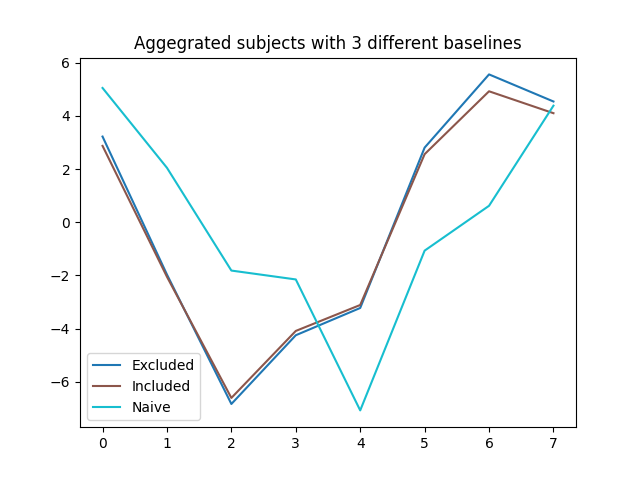 Aggegrated subjects with 3 different baselines
6
4
2
0
−2
−4
−6
Excluded
Included
Naive
0 1 2 3 4 5 6 7